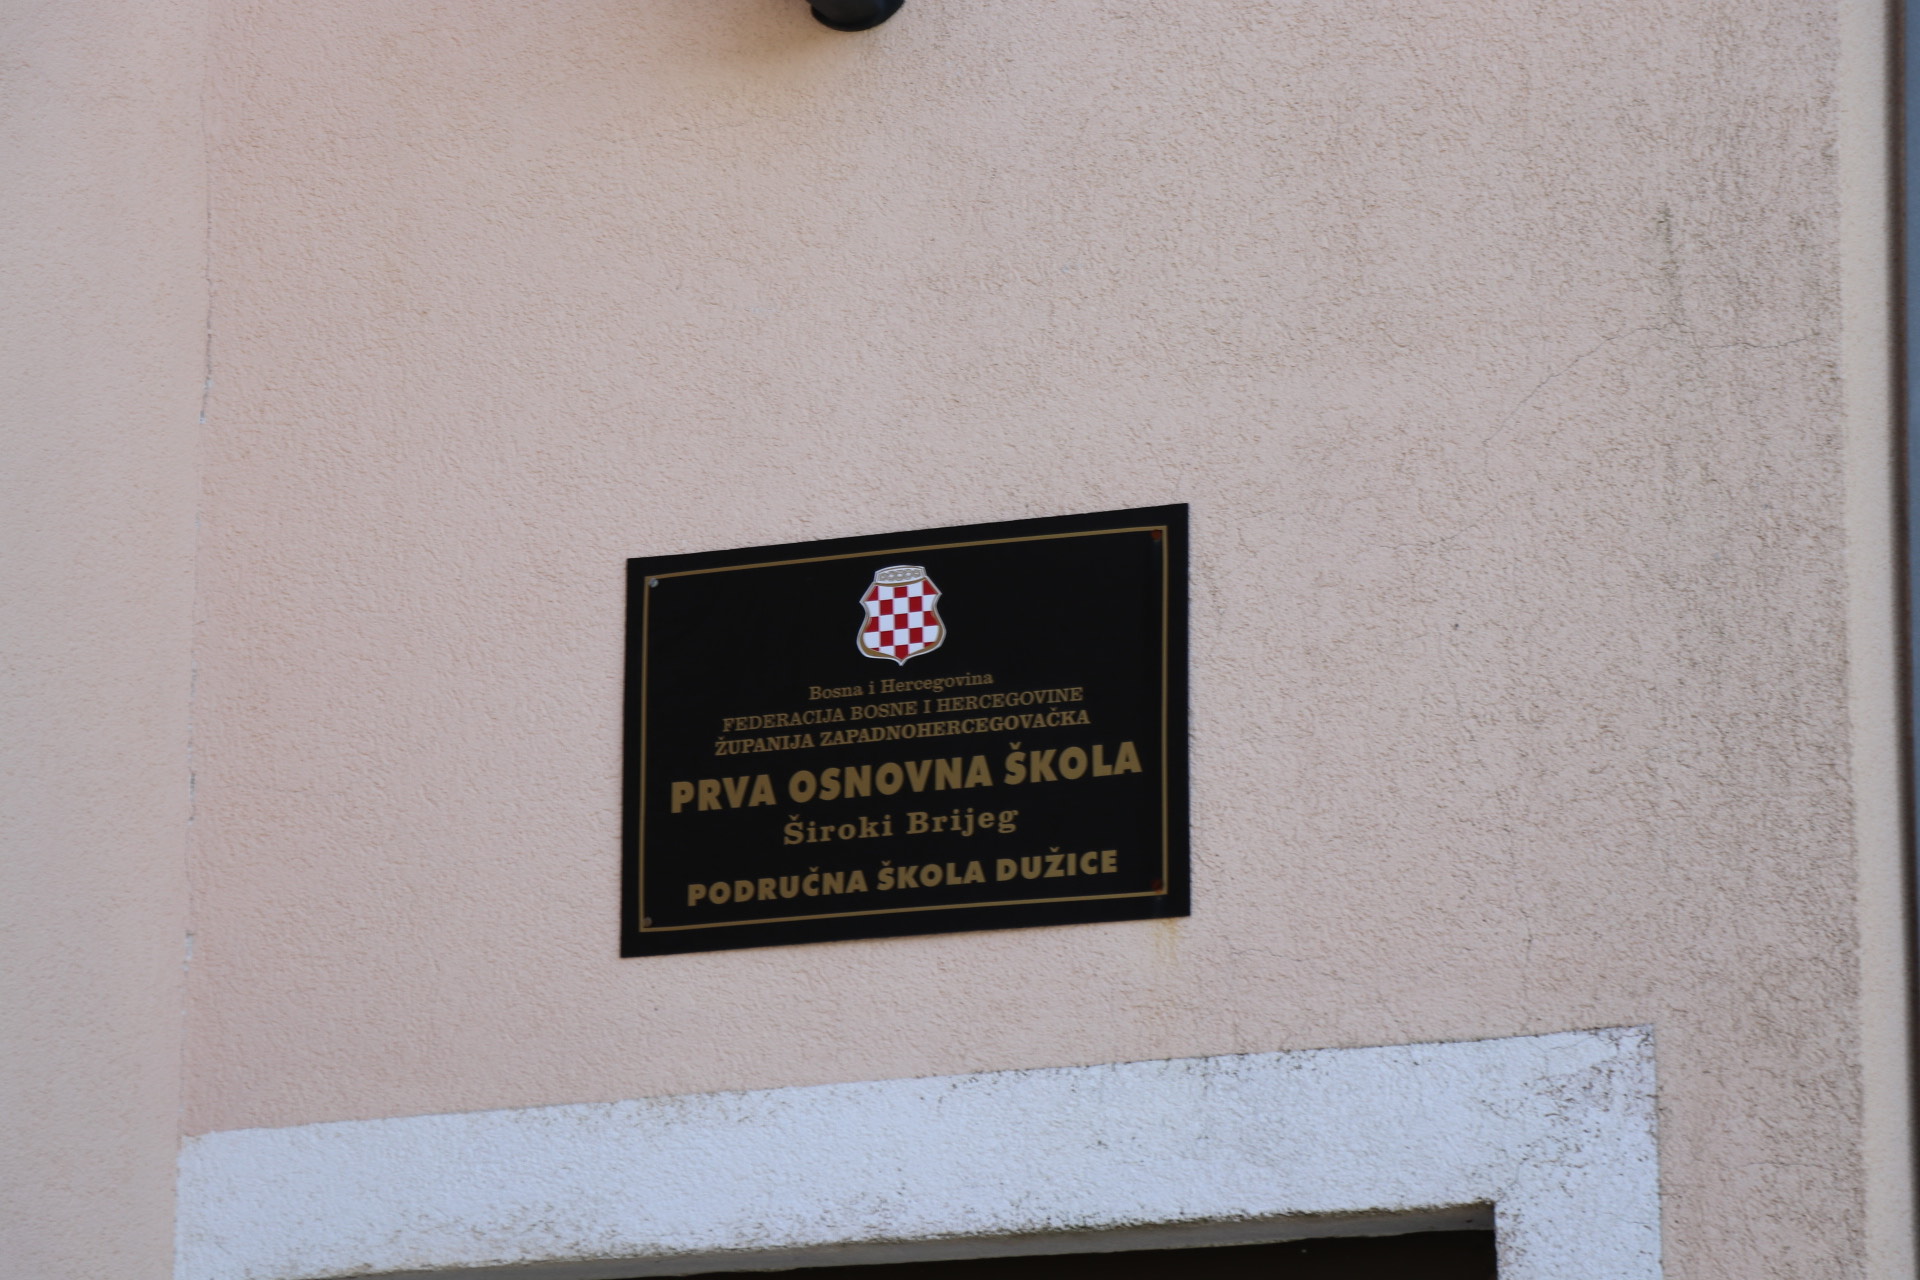 Bosna i Hercegovina
FEDERACIJA BOSNE I HERCEGOVINE
ŽUPANIJA ZAPADNOHERCEGOVAČKA
PRVA OSNOVNA ŠKOLA
Široki Brijeg
PODRUČNA ŠKOLA DUŽICE